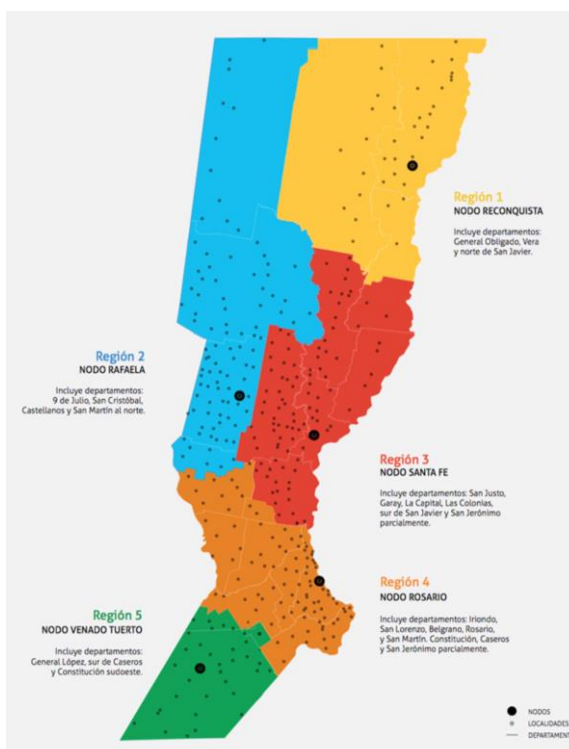 Región 1
NODO RECONQUISTA
Incluye departamentos:
General Obligado, Vera
y norte de San Javier.
Región 2
NODO RAFAELA
Incluye departamentos:
9 de Julio, San Cristóbal,
Castellanos y San Martín al norte.
Región 3
NODO SANTA FE
Incluye departamentos: San Justo,
Garay, La Capital, Las Colonias,
sur de San Javier y San Jerónimo
parcialmente.
Región 4
NODO ROSARIO
Incluye departamentos: Iriondo,
San Lorenzo, Belgrano, Rosario,
y San Martín. Constitución, Caseros
y San Jerónimo parcialmente.
Región 5
NODO VENADO TUERTO
Incluye departamentos:
General López, sur de Caseros
y Constitución sudoeste.
NODOS
LOCALIDADES
DEPARTAMENT